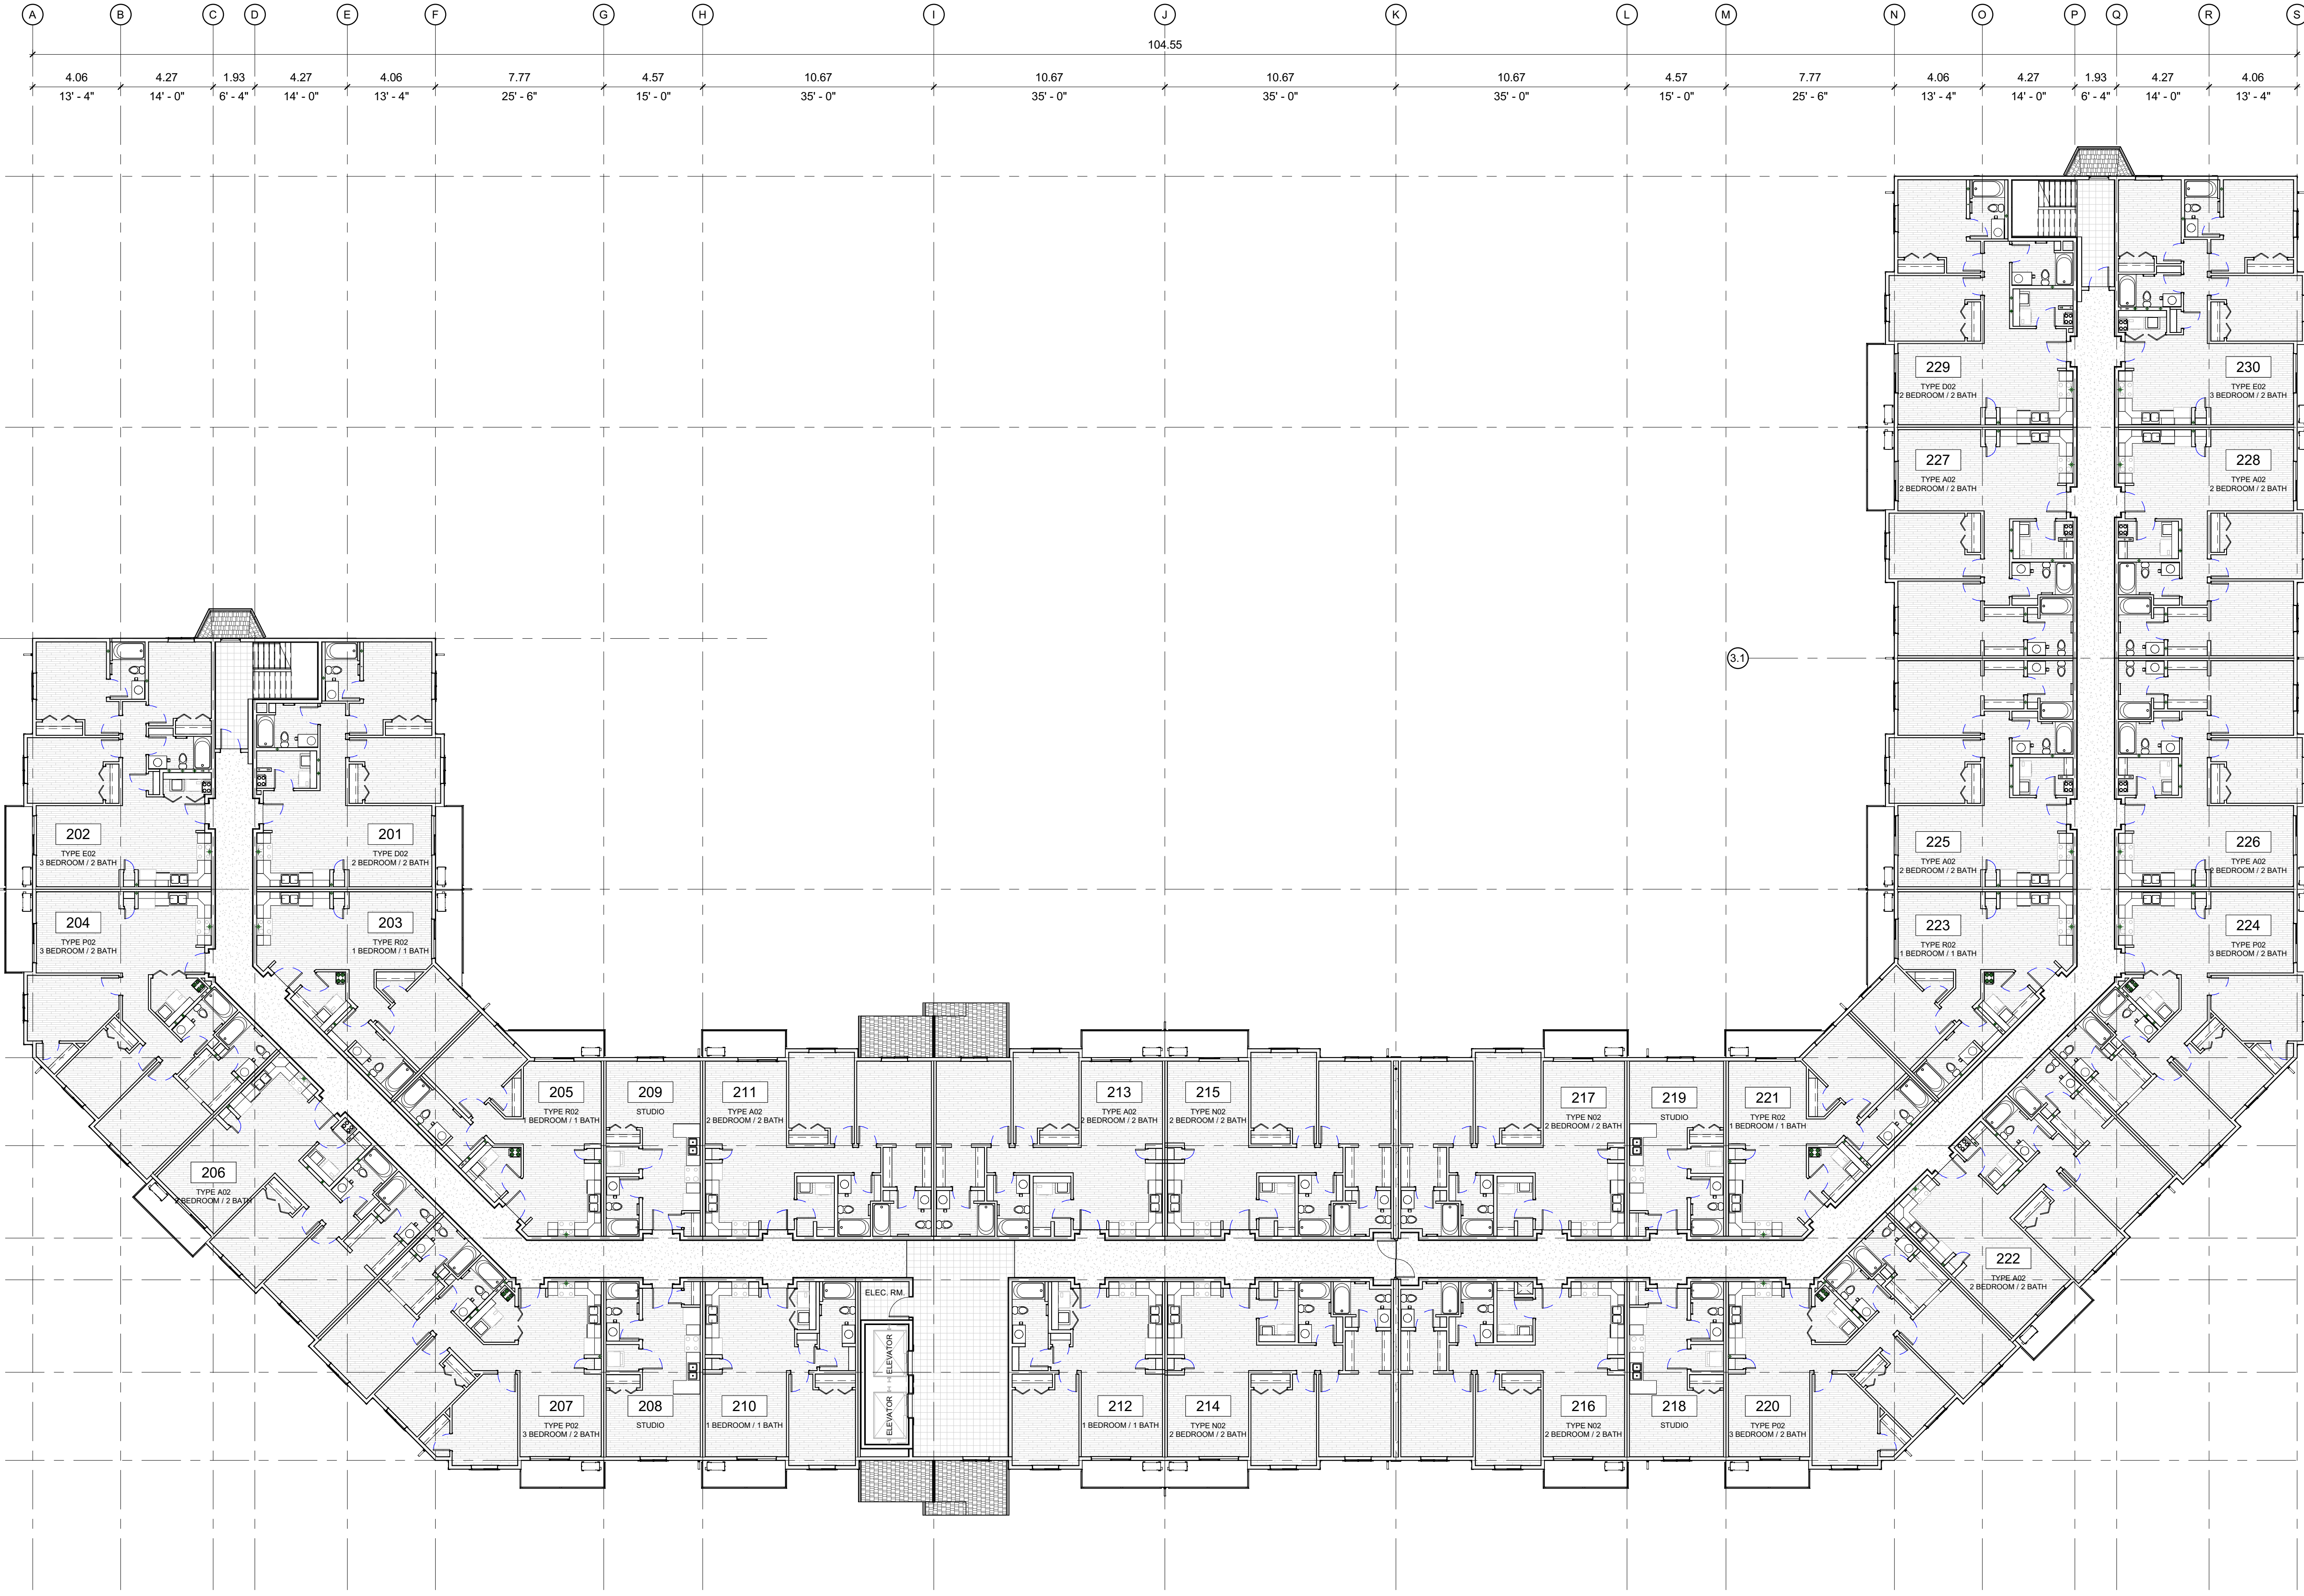 A B C D E F G H I J K L M N O P Q R S
104.55
4.06 4.27 1.93 4.27 4.06 7.77 4.57 10.67 10.67 10.67 10.67 4.57 7.77 4.06 4.27 1.93 4.27 4.06
13' - 4" 14' - 0" 6' - 4" 14' - 0" 13' - 4" 25' - 6" 15' - 0" 35' - 0" 35' - 0" 35' - 0" 35' - 0" 15' - 0" 25' - 6" 13' - 4" 14' - 0" 6' - 4" 14' - 0" 13' - 4"
229
TYPE D02
2 BEDROOM / 2 BATH
230
TYPE E02
3 BEDROOM / 2 BATH
227
TYPE A02
2 BEDROOM / 2 BATH
228
TYPE A02
2 BEDROOM / 2 BATH
3.1
202
TYPE E02
3 BEDROOM / 2 BATH
201
TYPE D02
2 BEDROOM / 2 BATH
225
TYPE A02
2 BEDROOM / 2 BATH
226
TYPE A02
2 BEDROOM / 2 BATH
204
TYPE P02
3 BEDROOM / 2 BATH
203
TYPE R02
1 BEDROOM / 1 BATH
223
TYPE R02
1 BEDROOM / 1 BATH
224
TYPE P02
3 BEDROOM / 2 BATH
205
TYPE R02
1 BEDROOM / 1 BATH
209
STUDIO
211
TYPE A02
2 BEDROOM / 2 BATH
213
TYPE A02
2 BEDROOM / 2 BATH
215
TYPE N02
2 BEDROOM / 2 BATH
217
TYPE N02
2 BEDROOM / 2 BATH
219
STUDIO
221
TYPE R02
1 BEDROOM / 1 BATH
206
TYPE A02
2 BEDROOM / 2 BATH
222
TYPE A02
2 BEDROOM / 2 BATH
ELEC. RM.
ELEVATOR
ELEVATOR
207
TYPE P02
3 BEDROOM / 2 BATH
208
STUDIO
210
1 BEDROOM / 1 BATH
212
1 BEDROOM / 1 BATH
214
TYPE N02
2 BEDROOM / 2 BATH
216
TYPE N02
2 BEDROOM / 2 BATH
218
STUDIO
220
TYPE P02
3 BEDROOM / 2 BATH